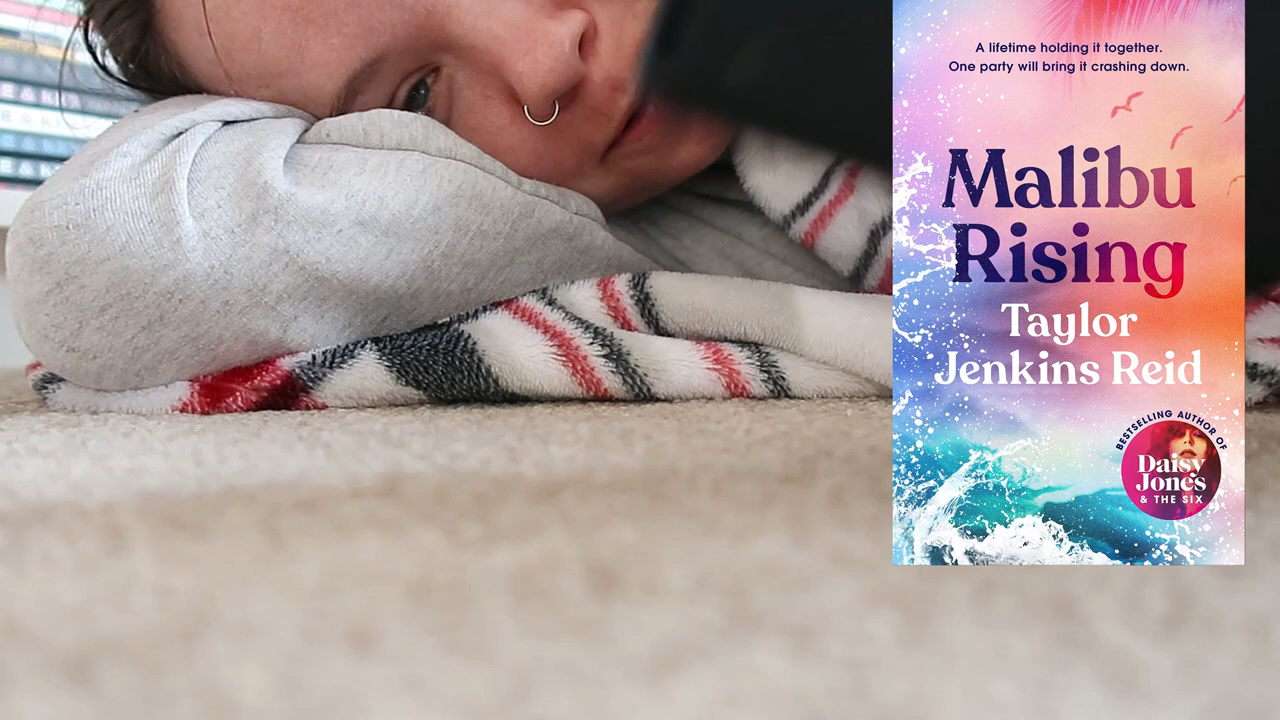 A lifetime holding it together.
One party will bring it crashing down.
Malibu
Rising
Taylor
Jenkins Reid
BESTSELLING AUTHOR OF
Daisy
Jones
& THE SIX